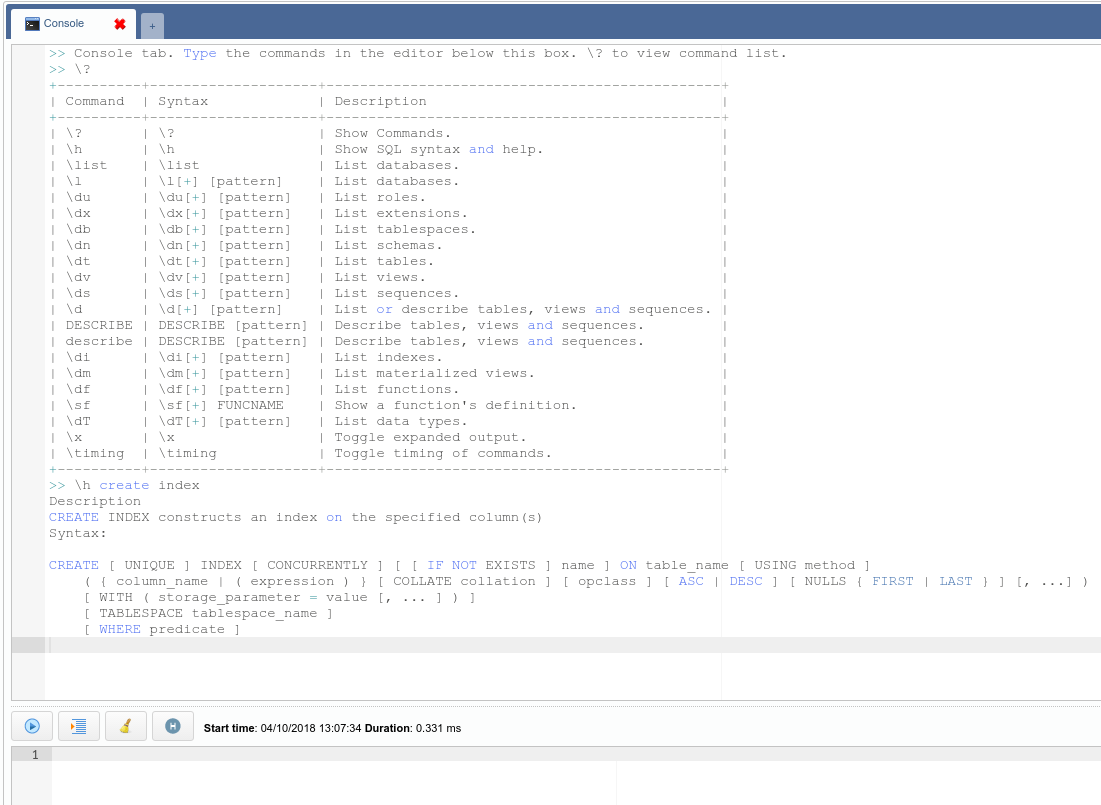 Console
+
>> Console tab. Type the commands in the editor below this box. \? to view command list.
>> \?
+----------+--------------------+-----------------------------------------------+
| Command  | Syntax             | Description                                   |
+----------+--------------------+-----------------------------------------------+
| \?       | \?                 | Show Commands.                                |
| \h       | \h                 | Show SQL syntax and help.                     |
| \list    | \list              | List databases.                               |
| \l       | \l[+] [pattern]    | List databases.                               |
| \du      | \du[+] [pattern]   | List roles.                                   |
| \dx      | \dx[+] [pattern]   | List extensions.                              |
| \db      | \db[+] [pattern]   | List tablespaces.                             |
| \dn      | \dn[+] [pattern]   | List schemas.                                 |
| \dt      | \dt[+] [pattern]   | List tables.                                  |
| \dv      | \dv[+] [pattern]   | List views.                                   |
| \ds      | \ds[+] [pattern]   | List sequences.                               |
| \d       | \d[+] [pattern]    | List or describe tables, views and sequences. |
| DESCRIBE | DESCRIBE [pattern] | Describe tables, views and sequences.         |
| describe | DESCRIBE [pattern] | Describe tables, views and sequences.         |
| \di      | \di[+] [pattern]   | List indexes.                                 |
| \dm      | \dm[+] [pattern]   | List materialized views.                      |
| \df      | \df[+] [pattern]   | List functions.                               |
| \sf      | \sf[+] FUNCNAME    | Show a function's definition.                 |
| \dT      | \dT[+] [pattern]   | List data types.                              |
| \x       | \x                 | Toggle expanded output.                       |
| \timing  | \timing            | Toggle timing of commands.                    |
+----------+--------------------+-----------------------------------------------+
>> \h create index
Description
CREATE INDEX constructs an index on the specified column(s)
Syntax:
CREATE [ UNIQUE ] INDEX [ CONCURRENTLY ] [ [ IF NOT EXISTS ] name ] ON table_name [ USING method ]
    ( { column_name | ( expression ) } [ COLLATE collation ] [ opclass ] [ ASC | DESC ] [ NULLS { FIRST | LAST } ] [, ...] )
    [ WITH ( storage_parameter = value [, ... ] ) ]
    [ TABLESPACE tablespace_name ]
    [ WHERE predicate ]
H
Start time: 04/10/2018 13:07:34 Duration: 0.331 ms
1